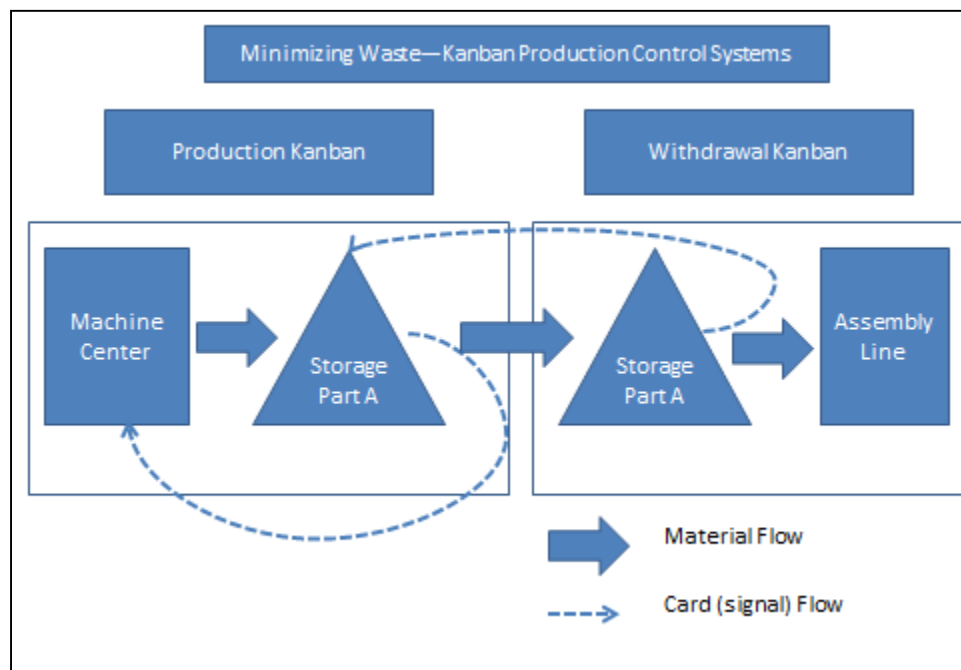 Minimizing Waste—Kanban Production Control Systems
Production Kanban
Withdrawal Kanban
Machine
Center
Storage
Part A
Storage
Part A
Assembly
Line
Material Flow
Card (signal) Flow